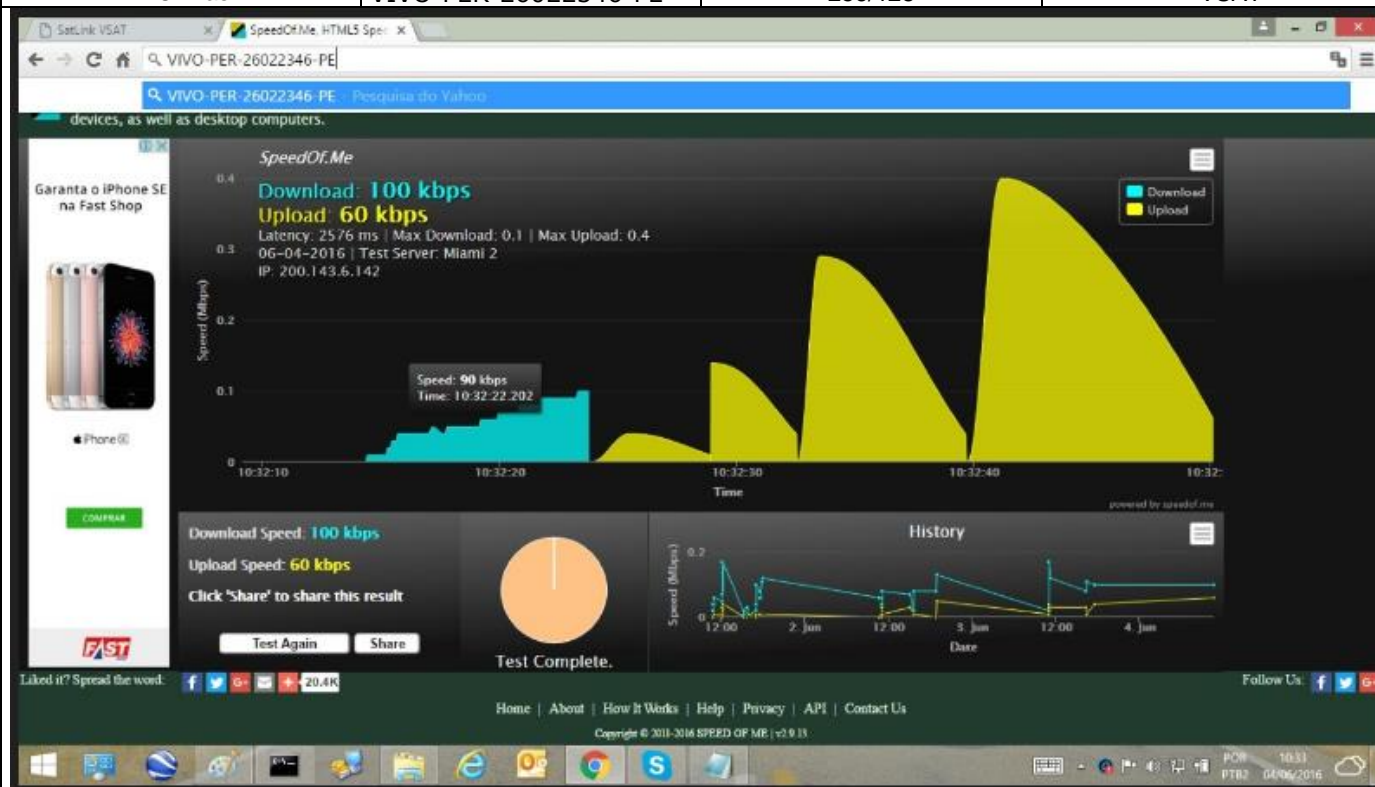 VIVO-PER-26022346-PE
VSAT
SatLink VSAT
SpeedOf.Me, HTML5 Spe
VIVO-PER-26022346-PE
VIVO-PER-26022346-PE - Pesquisa do Yahoo
devices, as well as desktop computers.
Garanta o iPhone SE
na Fast Shop
iPhone SE
COMPRAR
FAST
SpeedOf.Me
Download: 100 kbps
Upload: 60 kbps
Latency: 2576 ms | Max Download: 0.1 | Max Upload: 0.4
06-04-2016 | Test Server: Miami 2
IP: 200.143.6.142
Download
Upload
Speed (Mbps)
0.4
0.3
0.2
0.1
0
Speed: 90 kbps
Time: 10:32:22.202
10:32:10 10:32:20 10:32:30 10:32:40 10:32:
Time
powered by speedof.me
Download Speed: 100 kbps
Upload Speed: 60 kbps
Click 'Share' to share this result
Test Again Share
Test Complete.
History
Speed (Mbps)
0.2
0
12:00 2. Jun 12:00 3. Jun 12:00 4. Jun
Date
Liked it? Spread the word: 20.4K
Follow Us:
Home | About | How It Works | Help | Privacy | API | Contact Us
Copyright © 2011-2016 SPEED OF ME | v2.9.13
POR 10:33
PTB2 04/06/2016